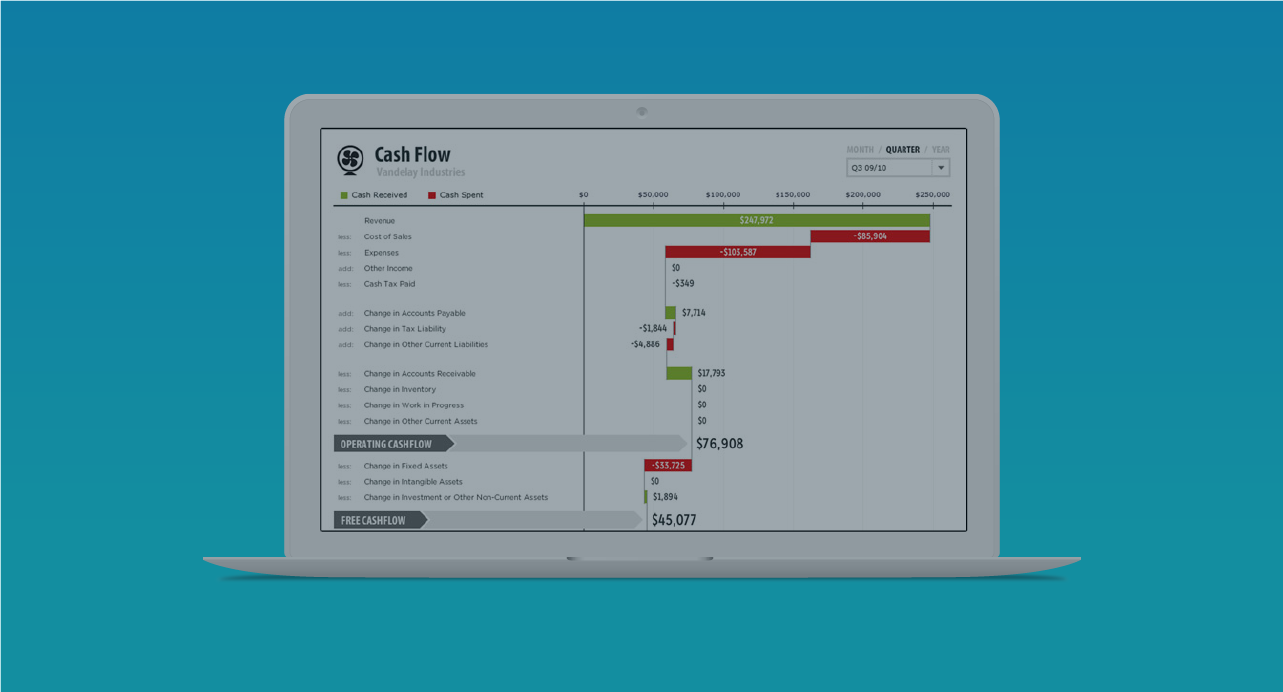 Cash Flow
Vandelay Industries
MONTH / QUARTER / YEAR
Q3 09/10
Cash Received Cash Spent $0 $50,000 $100,000 $150,000 $200,000 $250,000
Revenue $247,972
less: Cost of Sales -$85,904
less: Expenses -$103,587
add: Other Income $0
less: Cash Tax Paid -$349
add: Change in Accounts Payable $7,714
add: Change in Tax Liability -$1,844
add: Change in Other Current Liabilities -$4,886
less: Change in Accounts Receivable $17,793
less: Change in Inventory $0
less: Change in Work in Progress $0
less: Change in Other Current Assets $0
OPERATING CASHFLOW $76,908
less: Change in Fixed Assets -$33,725
less: Change in Intangible Assets $0
less: Change in Investment or Other Non-Current Assets $1,894
FREE CASHFLOW $45,077